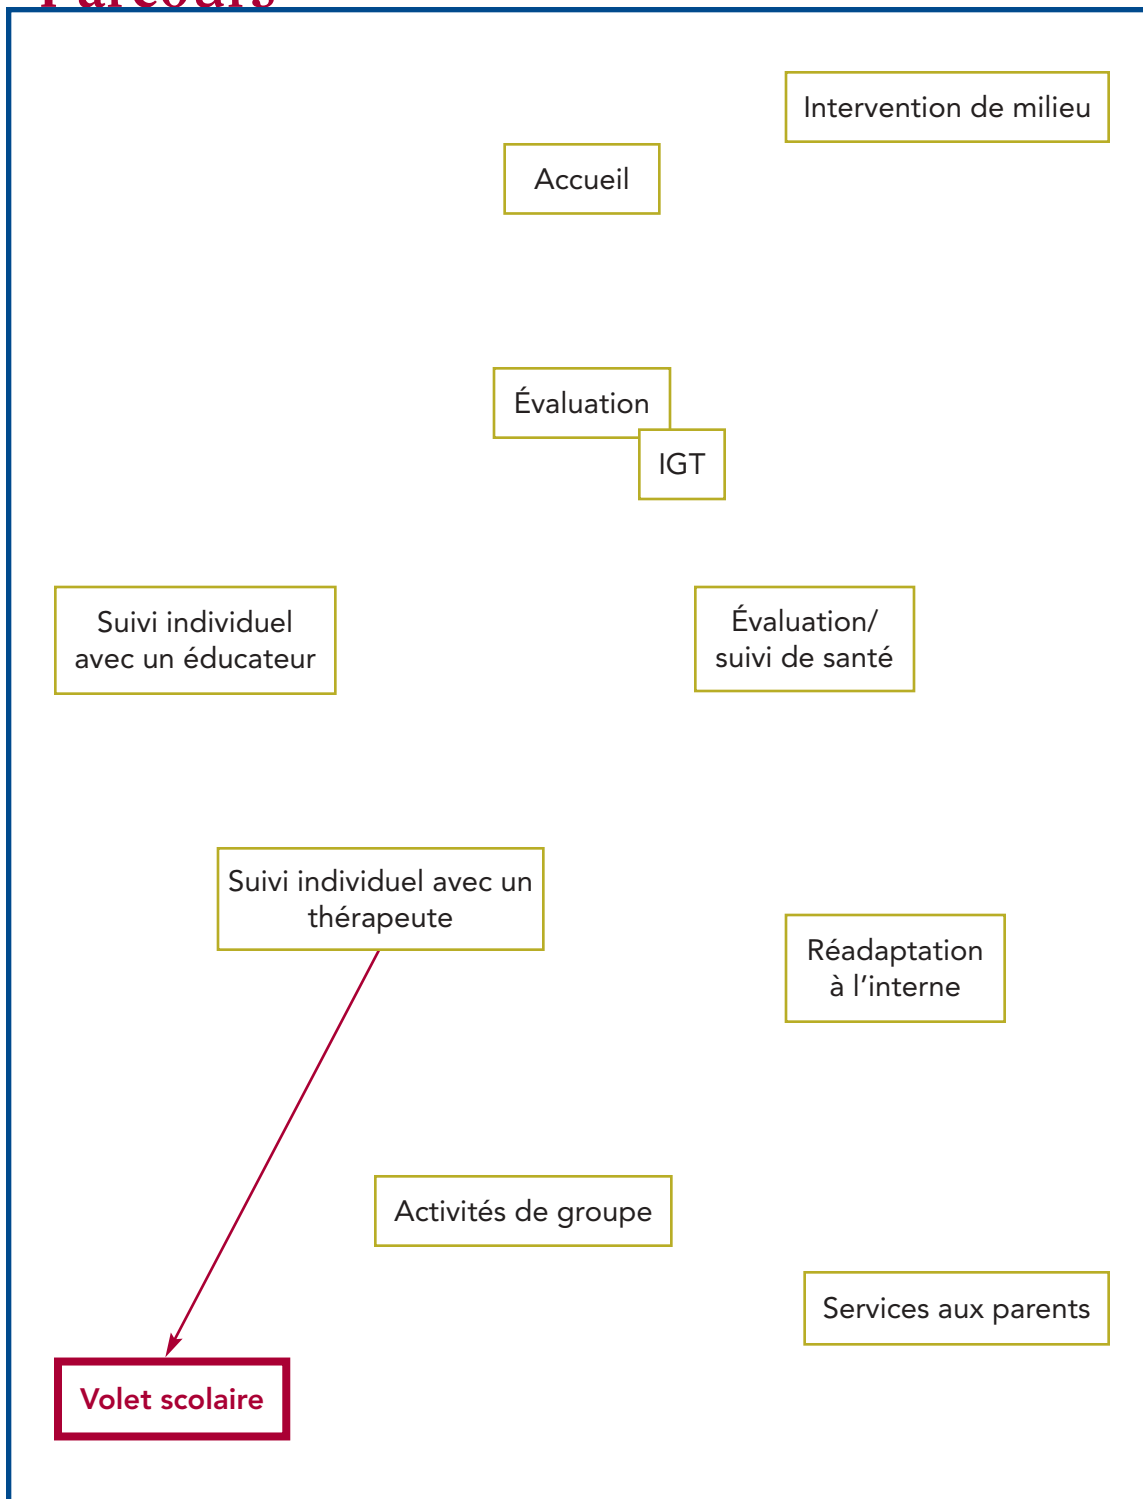 Parcours
Intervention de milieu
Accueil
Évaluation
IGT
Suivi individuel
avec un éducateur
Évaluation/
suivi de santé
Suivi individuel avec un
thérapeute
Réadaptation
à l’interne
Activités de groupe
Services aux parents
Volet scolaire